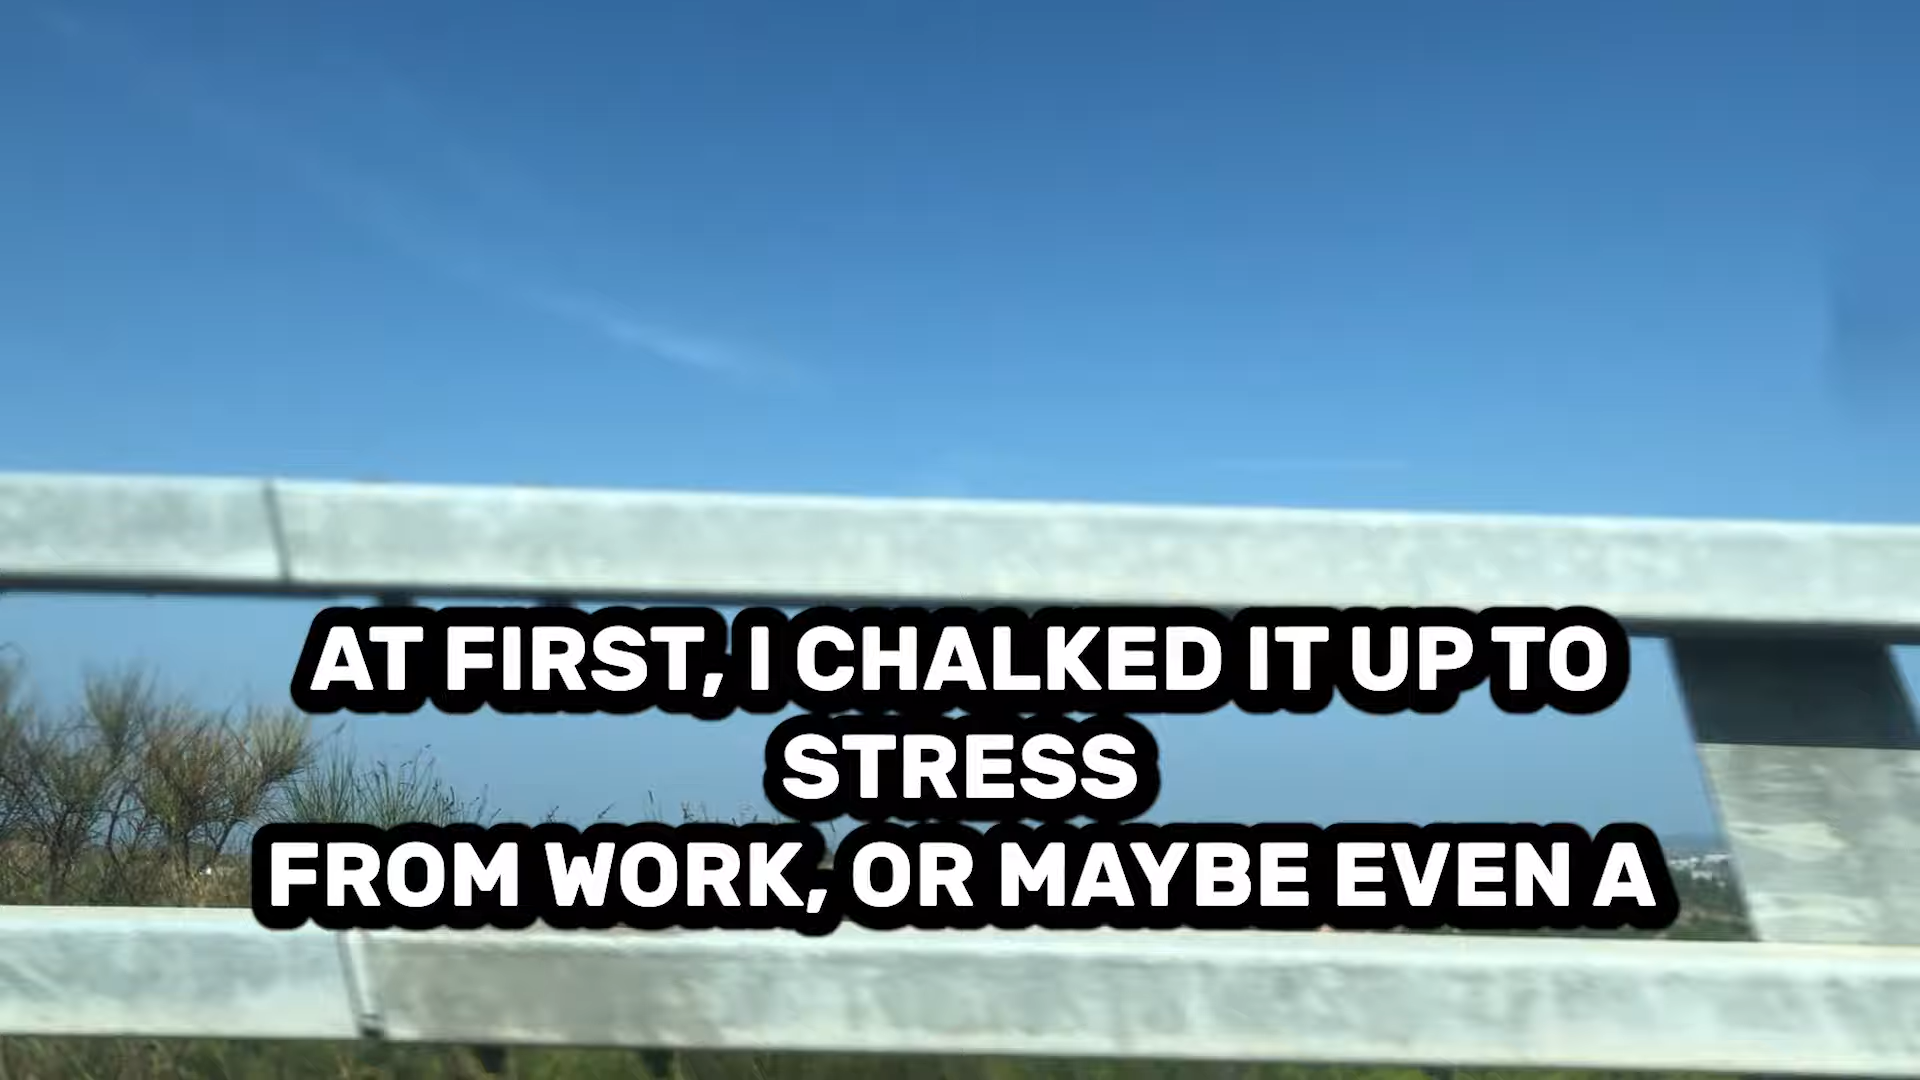 AT FIRST, I CHALKED IT UP TO
STRESS
FROM WORK, OR MAYBE EVEN A